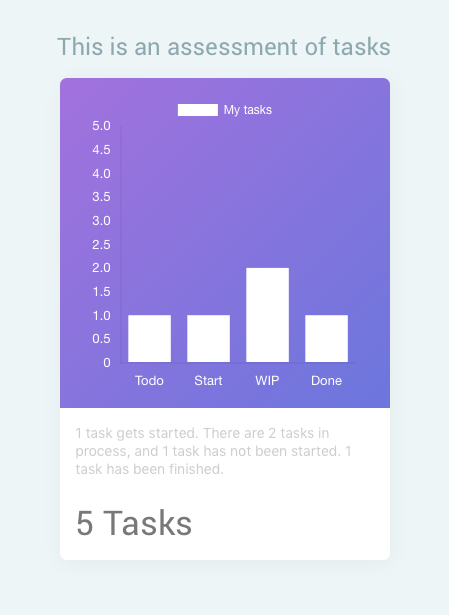 This is an assessment of tasks
My tasks
5.0
4.5
4.0
3.5
3.0
2.5
2.0
1.5
1.0
0.5
0
Todo Start WIP Done
1 task gets started. There are 2 tasks in
process, and 1 task has not been started. 1
task has been finished.
5 Tasks